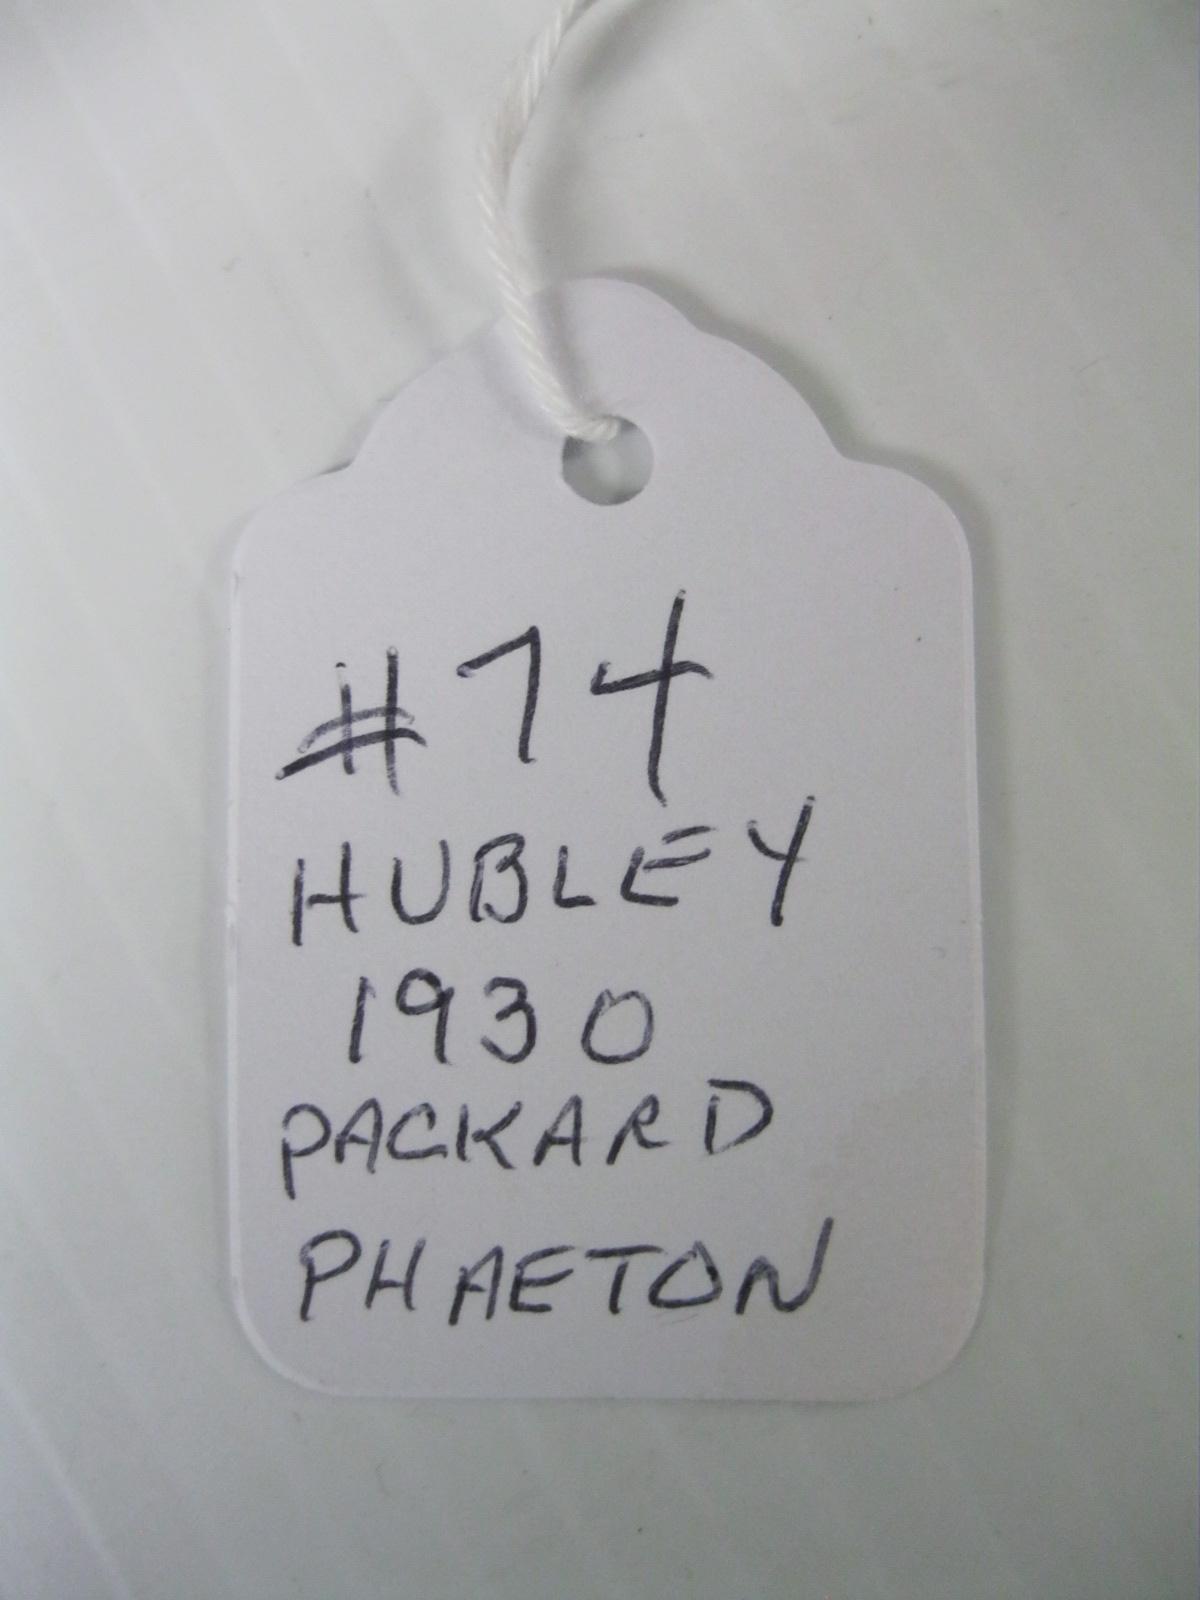 #74
HUBLEY
1930
PACKARD
PHAETON